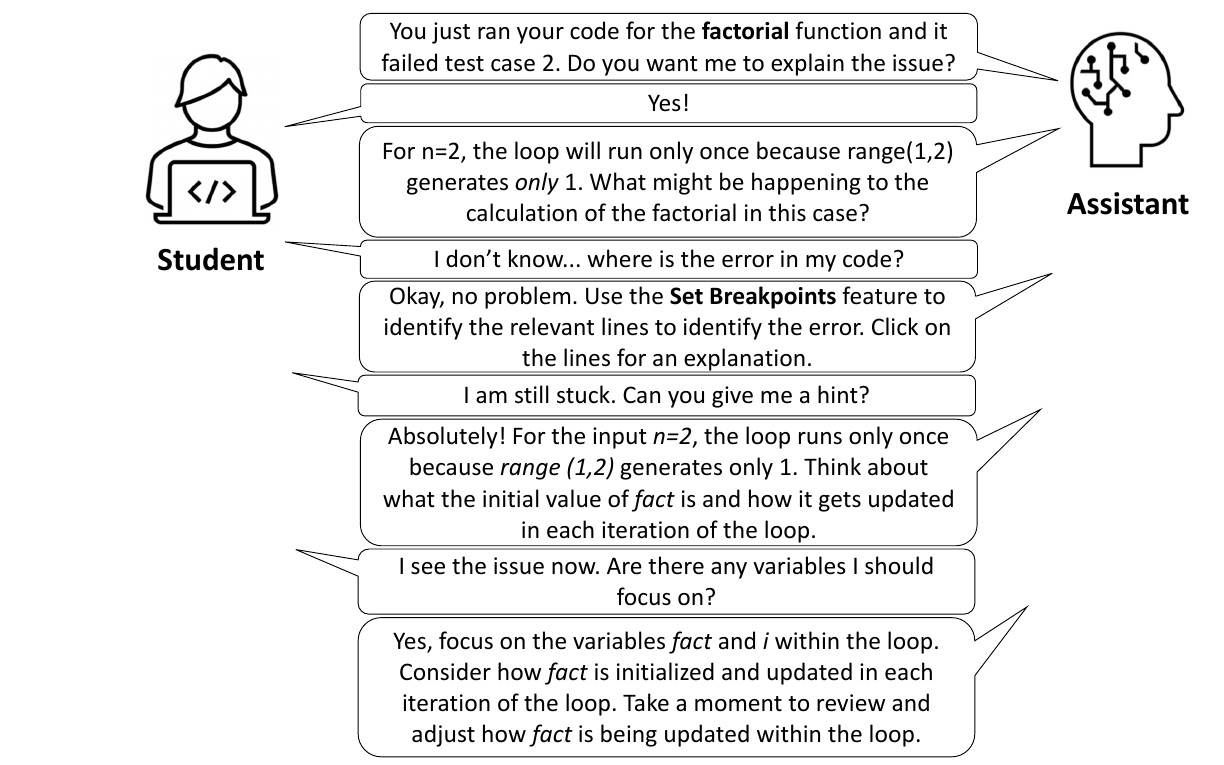 You just ran your code for the factorial function and it
failed test case 2. Do you want me to explain the issue?
Yes!
For n=2, the loop will run only once because range(1,2)
generates only 1. What might be happening to the
calculation of the factorial in this case?
Assistant
Student
I don’t know... where is the error in my code?
Okay, no problem. Use the Set Breakpoints feature to
identify the relevant lines to identify the error. Click on
the lines for an explanation.
I am still stuck. Can you give me a hint?
Absolutely! For the input n=2, the loop runs only once
because range (1,2) generates only 1. Think about
what the initial value of fact is and how it gets updated
in each iteration of the loop.
I see the issue now. Are there any variables I should
focus on?
Yes, focus on the variables fact and i within the loop.
Consider how fact is initialized and updated in each
iteration of the loop. Take a moment to review and
adjust how fact is being updated within the loop.